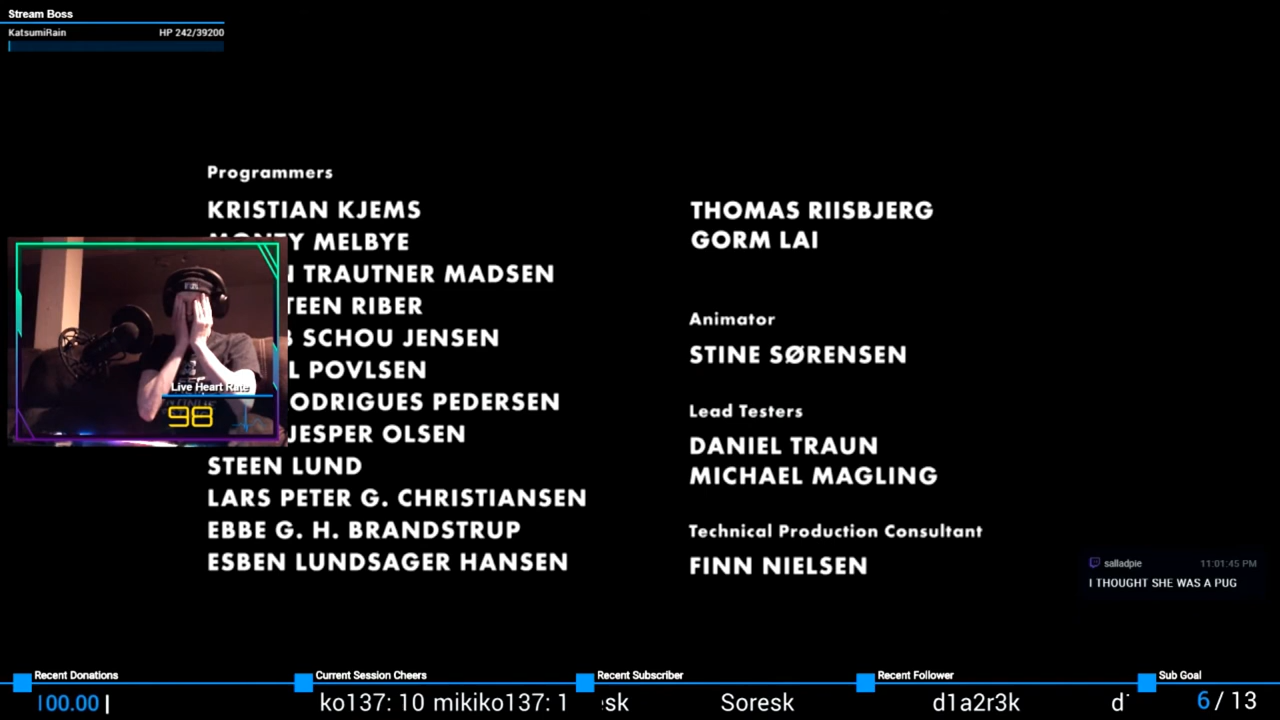 Stream Boss
KatsumiRain HP 242/39200
Programmers
KRISTIAN KJEMS
MELBYE
TRAUTNER MADSEN
RIBER
SCHOU JENSEN
POVLSEN
PEDERSEN
JESPER OLSEN
STEEN LUND
LARS PETER G. CHRISTIANSEN
EBBE G. H. BRANDSTRUP
ESBEN LUNDSAGER HANSEN
THOMAS RIISBJERG
GORM LAI
Animator
STINE SØRENSEN
Lead Testers
DANIEL TRAUN
MICHAEL MAGLING
Technical Production Consultant
FINN NIELSEN
Live Heart Rate
98
salladpie 11:01:45 PM
I THOUGHT SHE WAS A PUG
Recent Donations
100.00 |
Current Session Cheers
ko137: 10 mikiko137: 1
Recent Subscriber
sk Soresk
Recent Follower
d1a2r3k d
Sub Goal
6 / 13